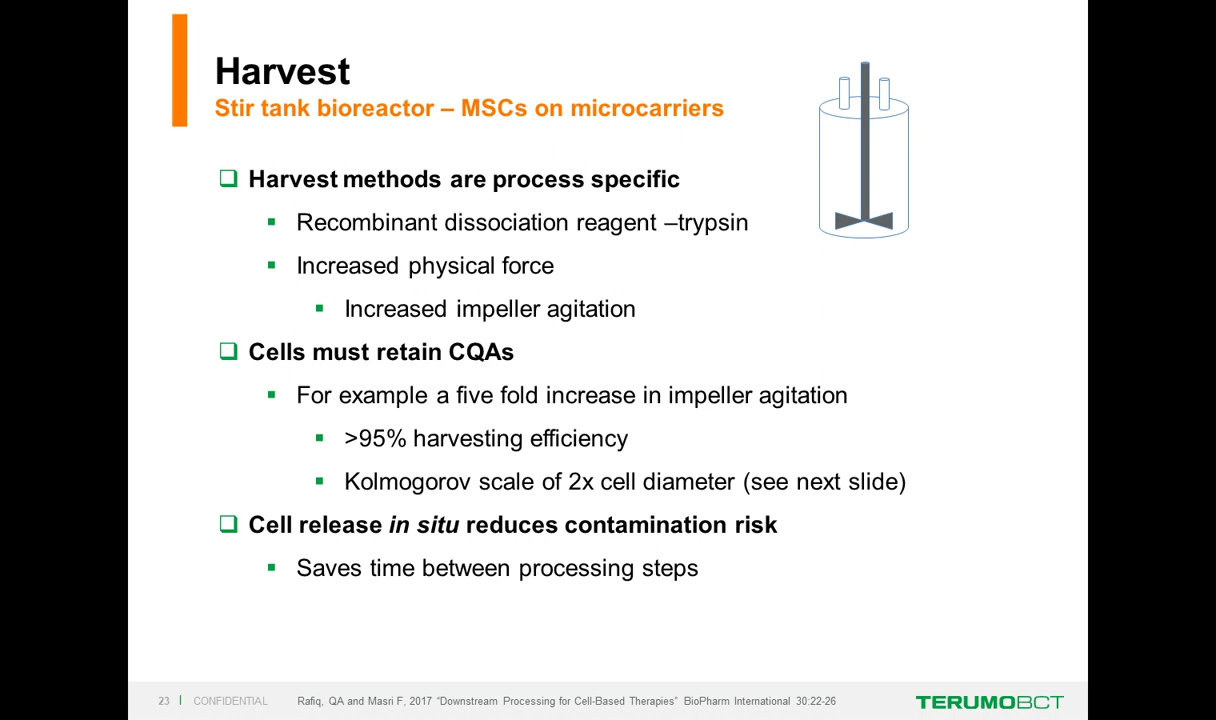 Harvest
Stir tank bioreactor – MSCs on microcarriers
Harvest methods are process specific
Recombinant dissociation reagent –trypsin
Increased physical force
Increased impeller agitation
Cells must retain CQAs
For example a five fold increase in impeller agitation
>95% harvesting efficiency
Kolmogorov scale of 2x cell diameter (see next slide)
Cell release in situ reduces contamination risk
Saves time between processing steps
23 | CONFIDENTIAL Rafiq, QA and Masri F, 2017 “Downstream Processing for Cell-Based Therapies” BioPharm International 30:22-26 TERUMOBCT